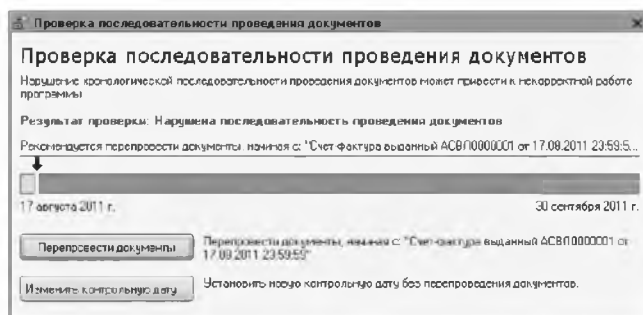 Проверка последовательности проведения документов
Проверка последовательности проведения документов
Нарушение хронологической последовательности проведения документов может привести к некорректной работе
программы
Результат проверки: Нарушена последовательность проведения документов
Рекомендуется перепровести документы, начиная с: "Счет-фактура выданный АСВП0000001 от 17.08.2011 23:59:5...
17 августа 2011 г.
30 сентября 2011 г.
Перепровести документы
Перепровести документы, начиная с: "Счет-фактура выданный АСВП0000001 от
17.08.2011 23:59:59"
Изменить контрольную дату
Установить новую контрольную дату без перепроведения документов.